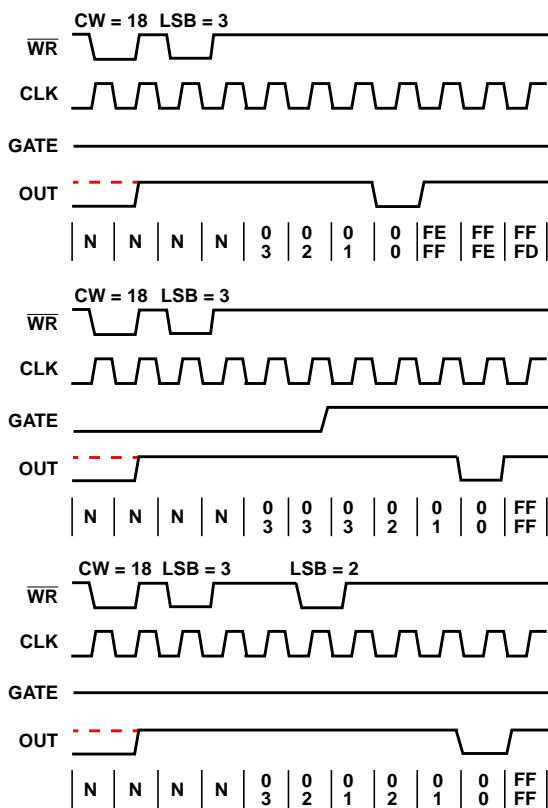 CW = 18 LSB = 3
WR
CLK
GATE
OUT
N N N N 0 0 0 0 FE FF FF
3 2 1 0 FF FE FD
CW = 18 LSB = 3
WR
CLK
GATE
OUT
N N N N 0 0 0 0 0 0 FF
3 3 3 2 1 0 FF
CW = 18 LSB = 3 LSB = 2
WR
CLK
GATE
OUT
N N N N 0 0 0 0 0 0 FF
3 2 1 2 1 0 FF